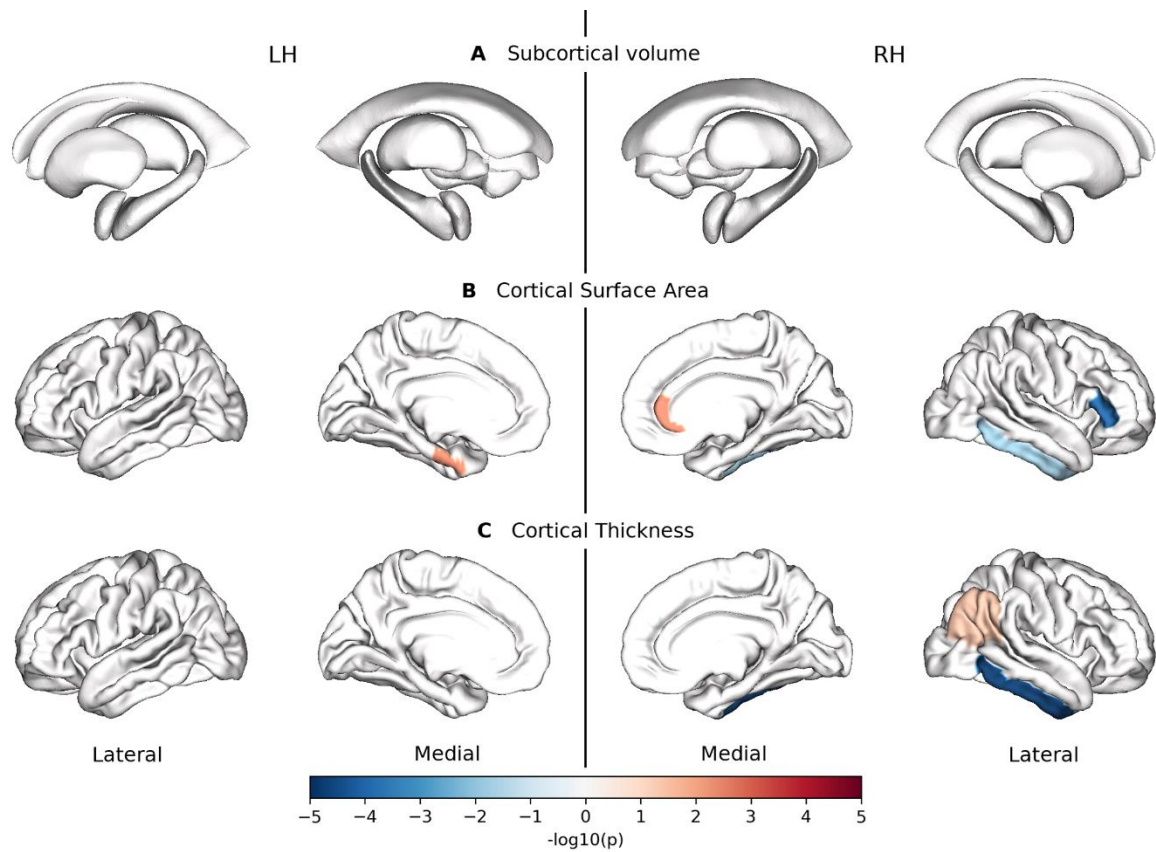 LH
A Subcortical volume
RH
B Cortical Surface Area
C Cortical Thickness
Lateral
Medial
Medial
Lateral
−5 −4 −3 −2 −1 0 1 2 3 4 5
-log10(p)